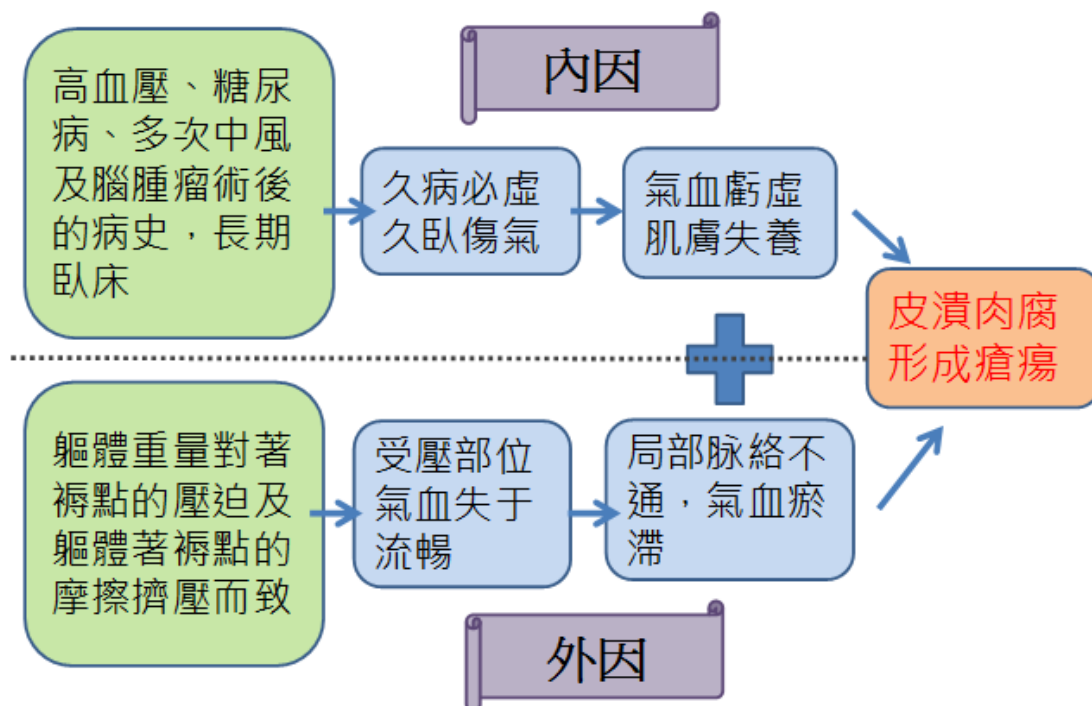 內因
高血壓、糖尿
病、多次中風
及腦腫瘤術後
的病史，長期
臥床
久病必虛
久臥傷氣
氣血虧虛
肌膚失養
皮潰肉腐
形成瘡瘍
軀體重量對著
褥點的壓迫及
軀體著褥點的
摩擦擠壓而致
受壓部位
氣血失于
流暢
局部脉絡不
通，氣血瘀
滯
外因